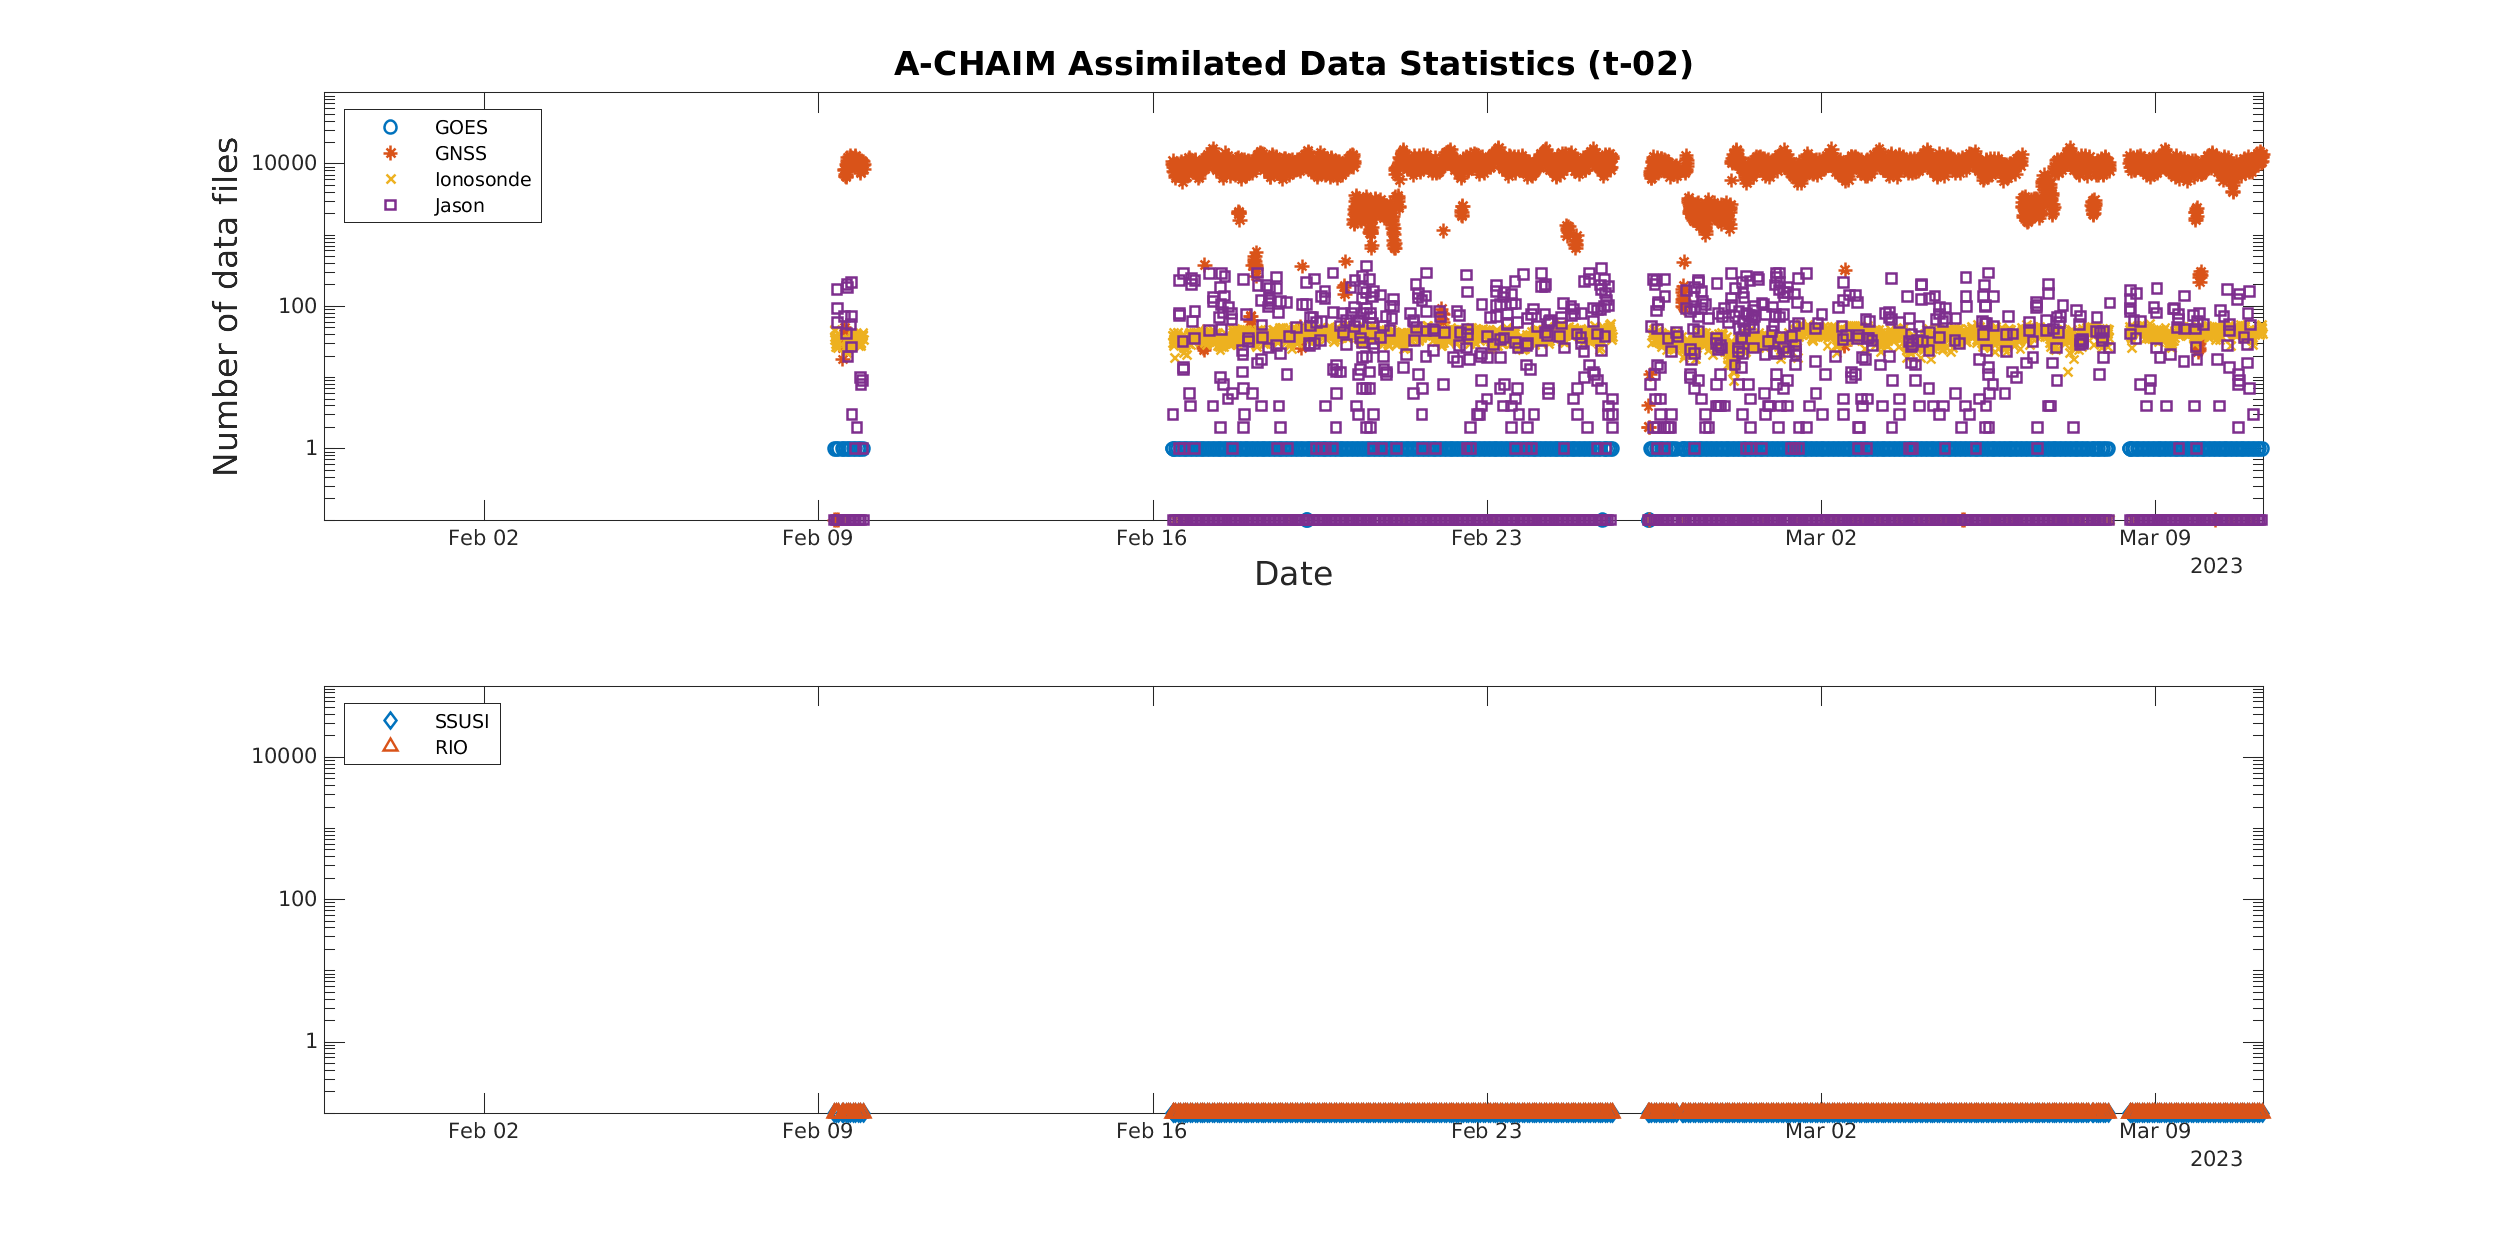 A-CHAIM Assimilated Data Statistics (t-02)
GOES
GNSS
Ionosonde
Jason
Number of data files
10000
100
1
Feb 02
Feb 09
Feb 16
Feb 23
Mar 02
Mar 09
2023
Date
SSUSI
RIO
10000
100
1
Feb 02
Feb 09
Feb 16
Feb 23
Mar 02
Mar 09
2023